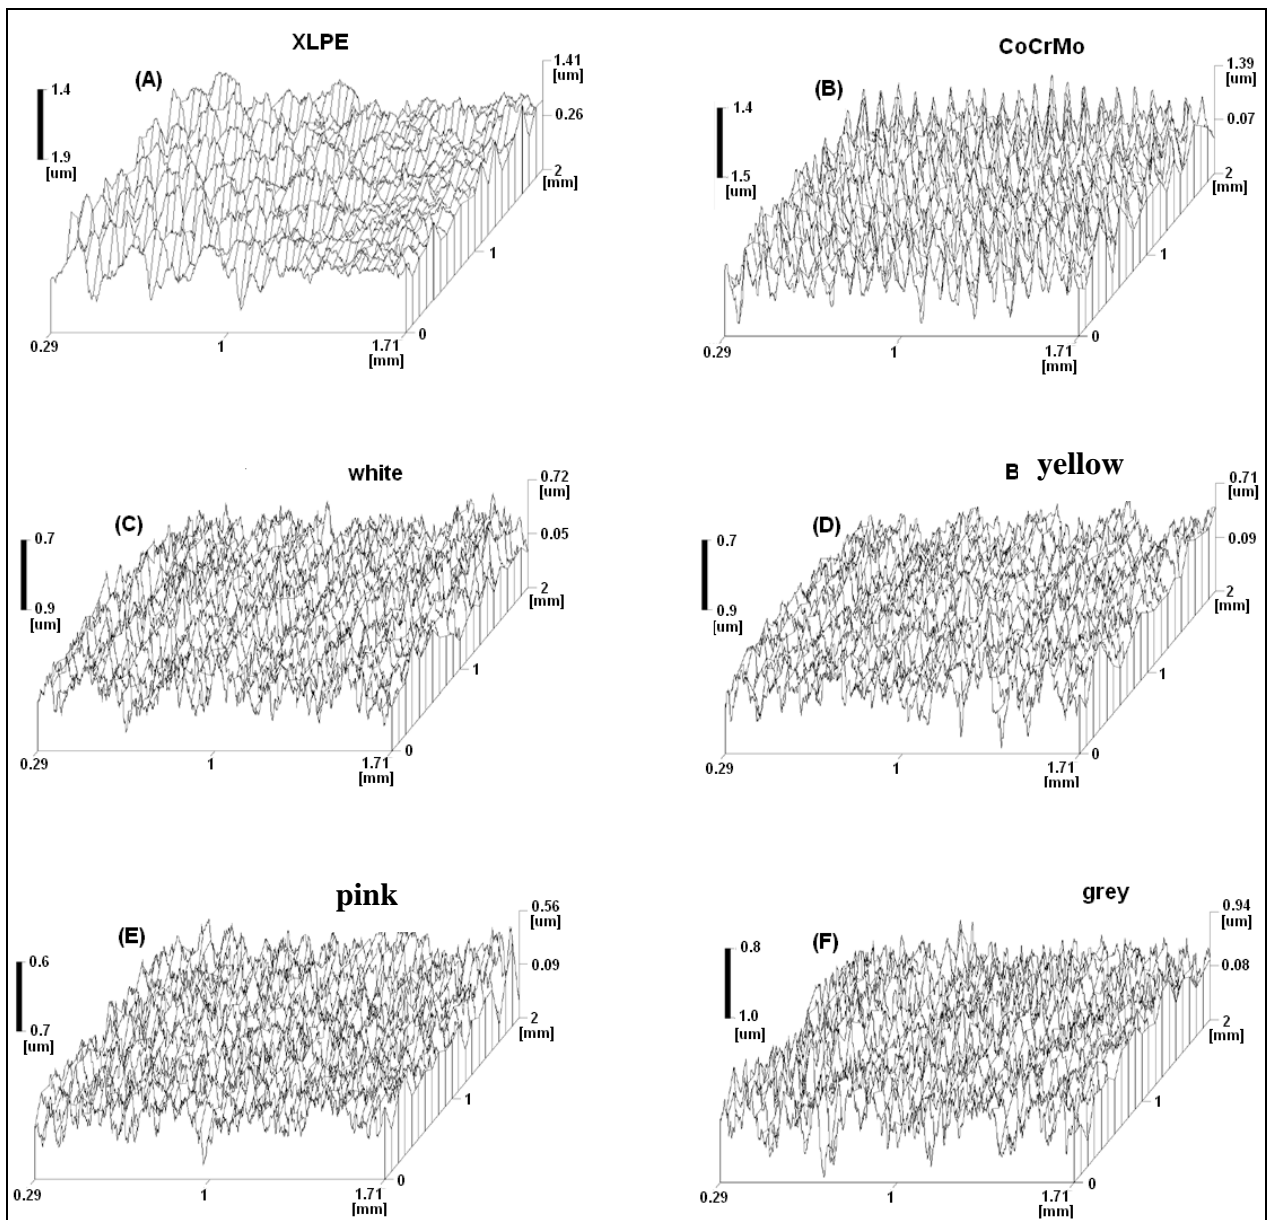 XLPE
(A)
1.4
1.9
[um]
1.41
[um]
0.26
2
[mm]
1
0
0.29
1
1.71
[mm]
CoCrMo
(B)
1.4
1.5
[um]
1.39
[um]
0.07
2
[mm]
1
0
0.29
1
1.71
[mm]
white
(C)
0.7
0.9
[um]
0.72
[um]
0.05
2
[mm]
1
0
0.29
1
1.71
[mm]
B yellow
(D)
0.7
0.9
[um]
0.71
[um]
0.09
2
[mm]
1
0
0.29
1
1.71
[mm]
pink
(E)
0.6
0.7
[um]
0.56
[um]
0.09
2
[mm]
1
0
0.29
1
1.71
[mm]
grey
(F)
0.8
1.0
[um]
0.94
[um]
0.08
2
[mm]
1
0
0.29
1
1.71
[mm]